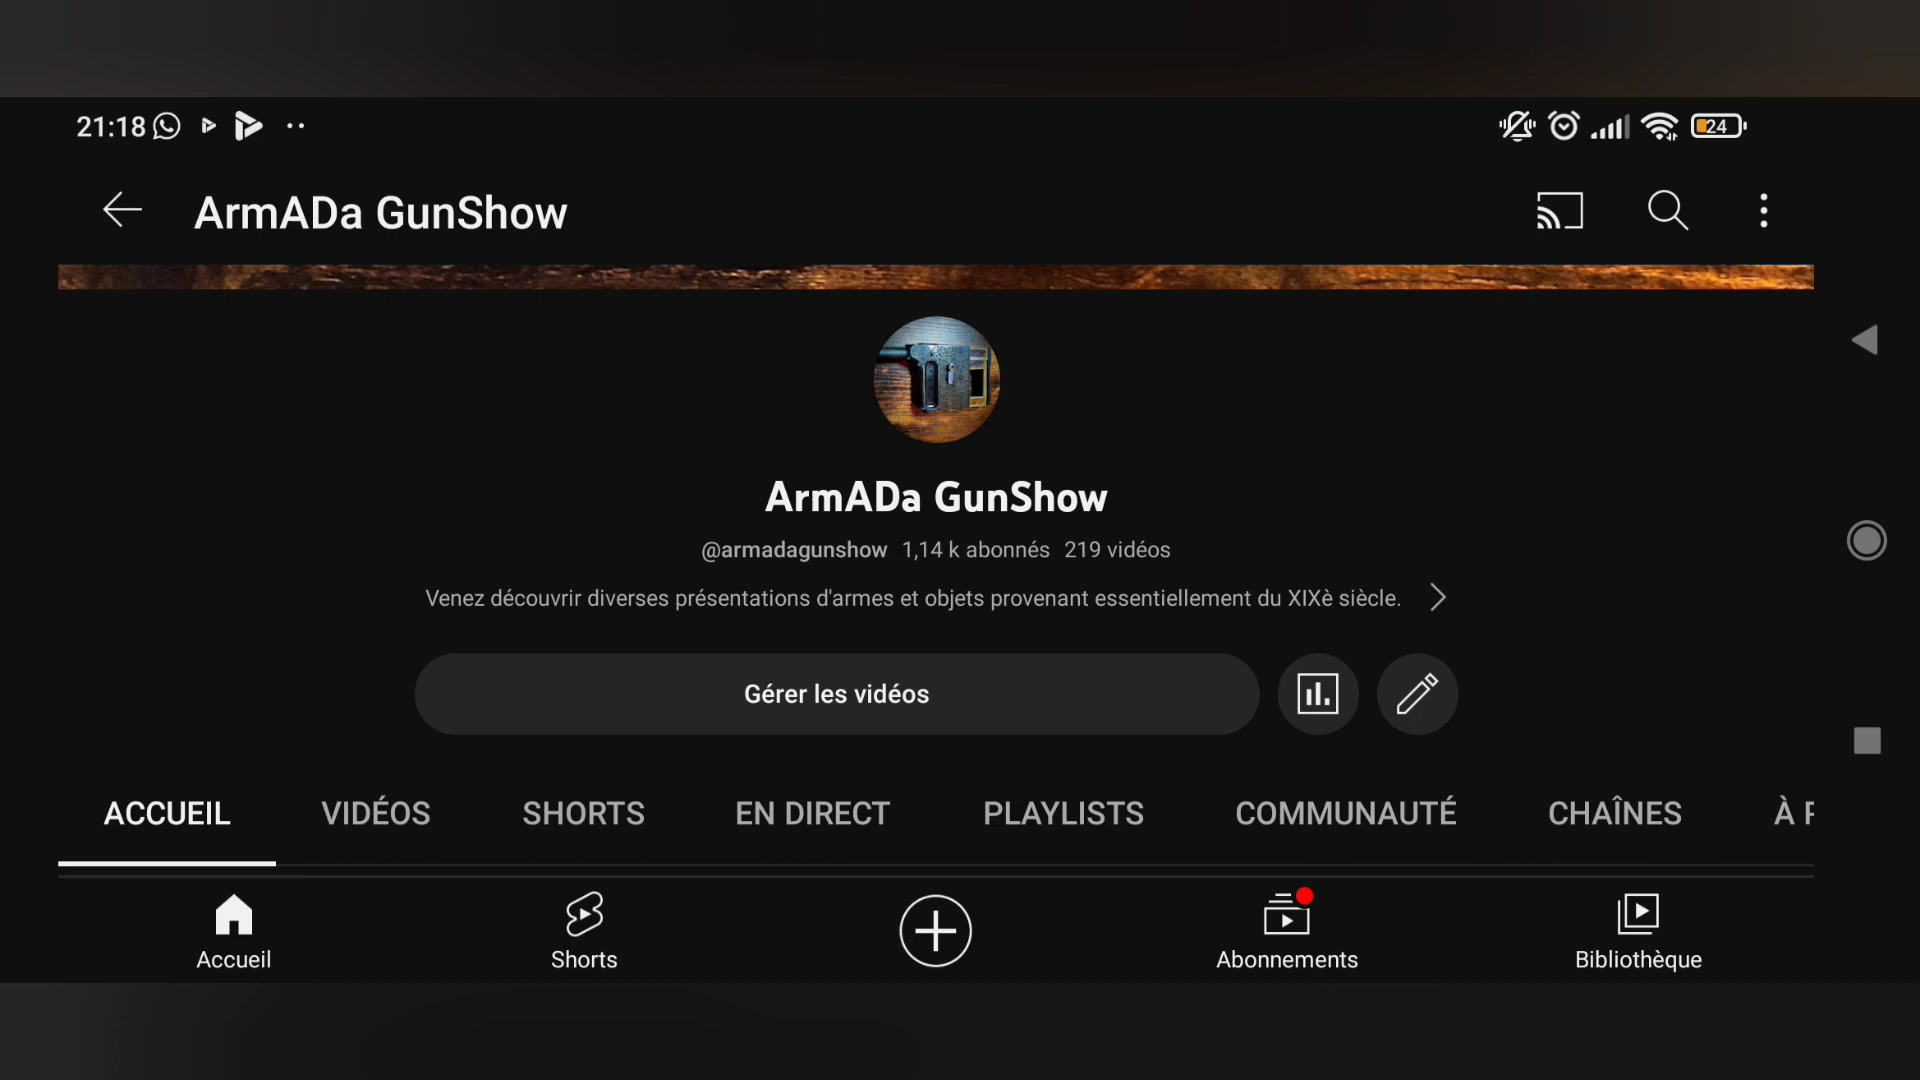 21:18
24
ArmADa GunShow
ArmADa GunShow
@armadagunshow 1,14 k abonnés 219 vidéos
Venez découvrir diverses présentations d'armes et objets provenant essentiellement du XIXè siècle.
Gérer les vidéos
ACCUEIL VIDÉOS SHORTS EN DIRECT PLAYLISTS COMMUNAUTÉ CHAÎNES À
Accueil Shorts Abonnements Bibliothèque